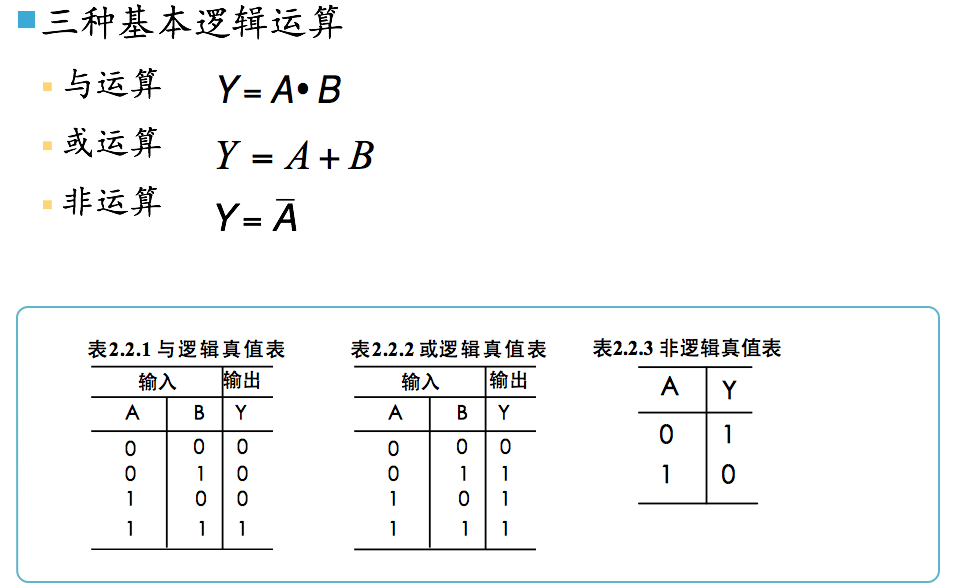 三种基本逻辑运算
与运算 Y = A • B
或运算 Y = A + B
非运算 Y = A̅
表2.2.1 与逻辑真值表
输入 输出
A B Y
0 0 0
0 1 0
1 0 0
1 1 1
表2.2.2 或逻辑真值表
输入 输出
A B Y
0 0 0
0 1 1
1 0 1
1 1 1
表2.2.3 非逻辑真值表
A Y
0 1
1 0